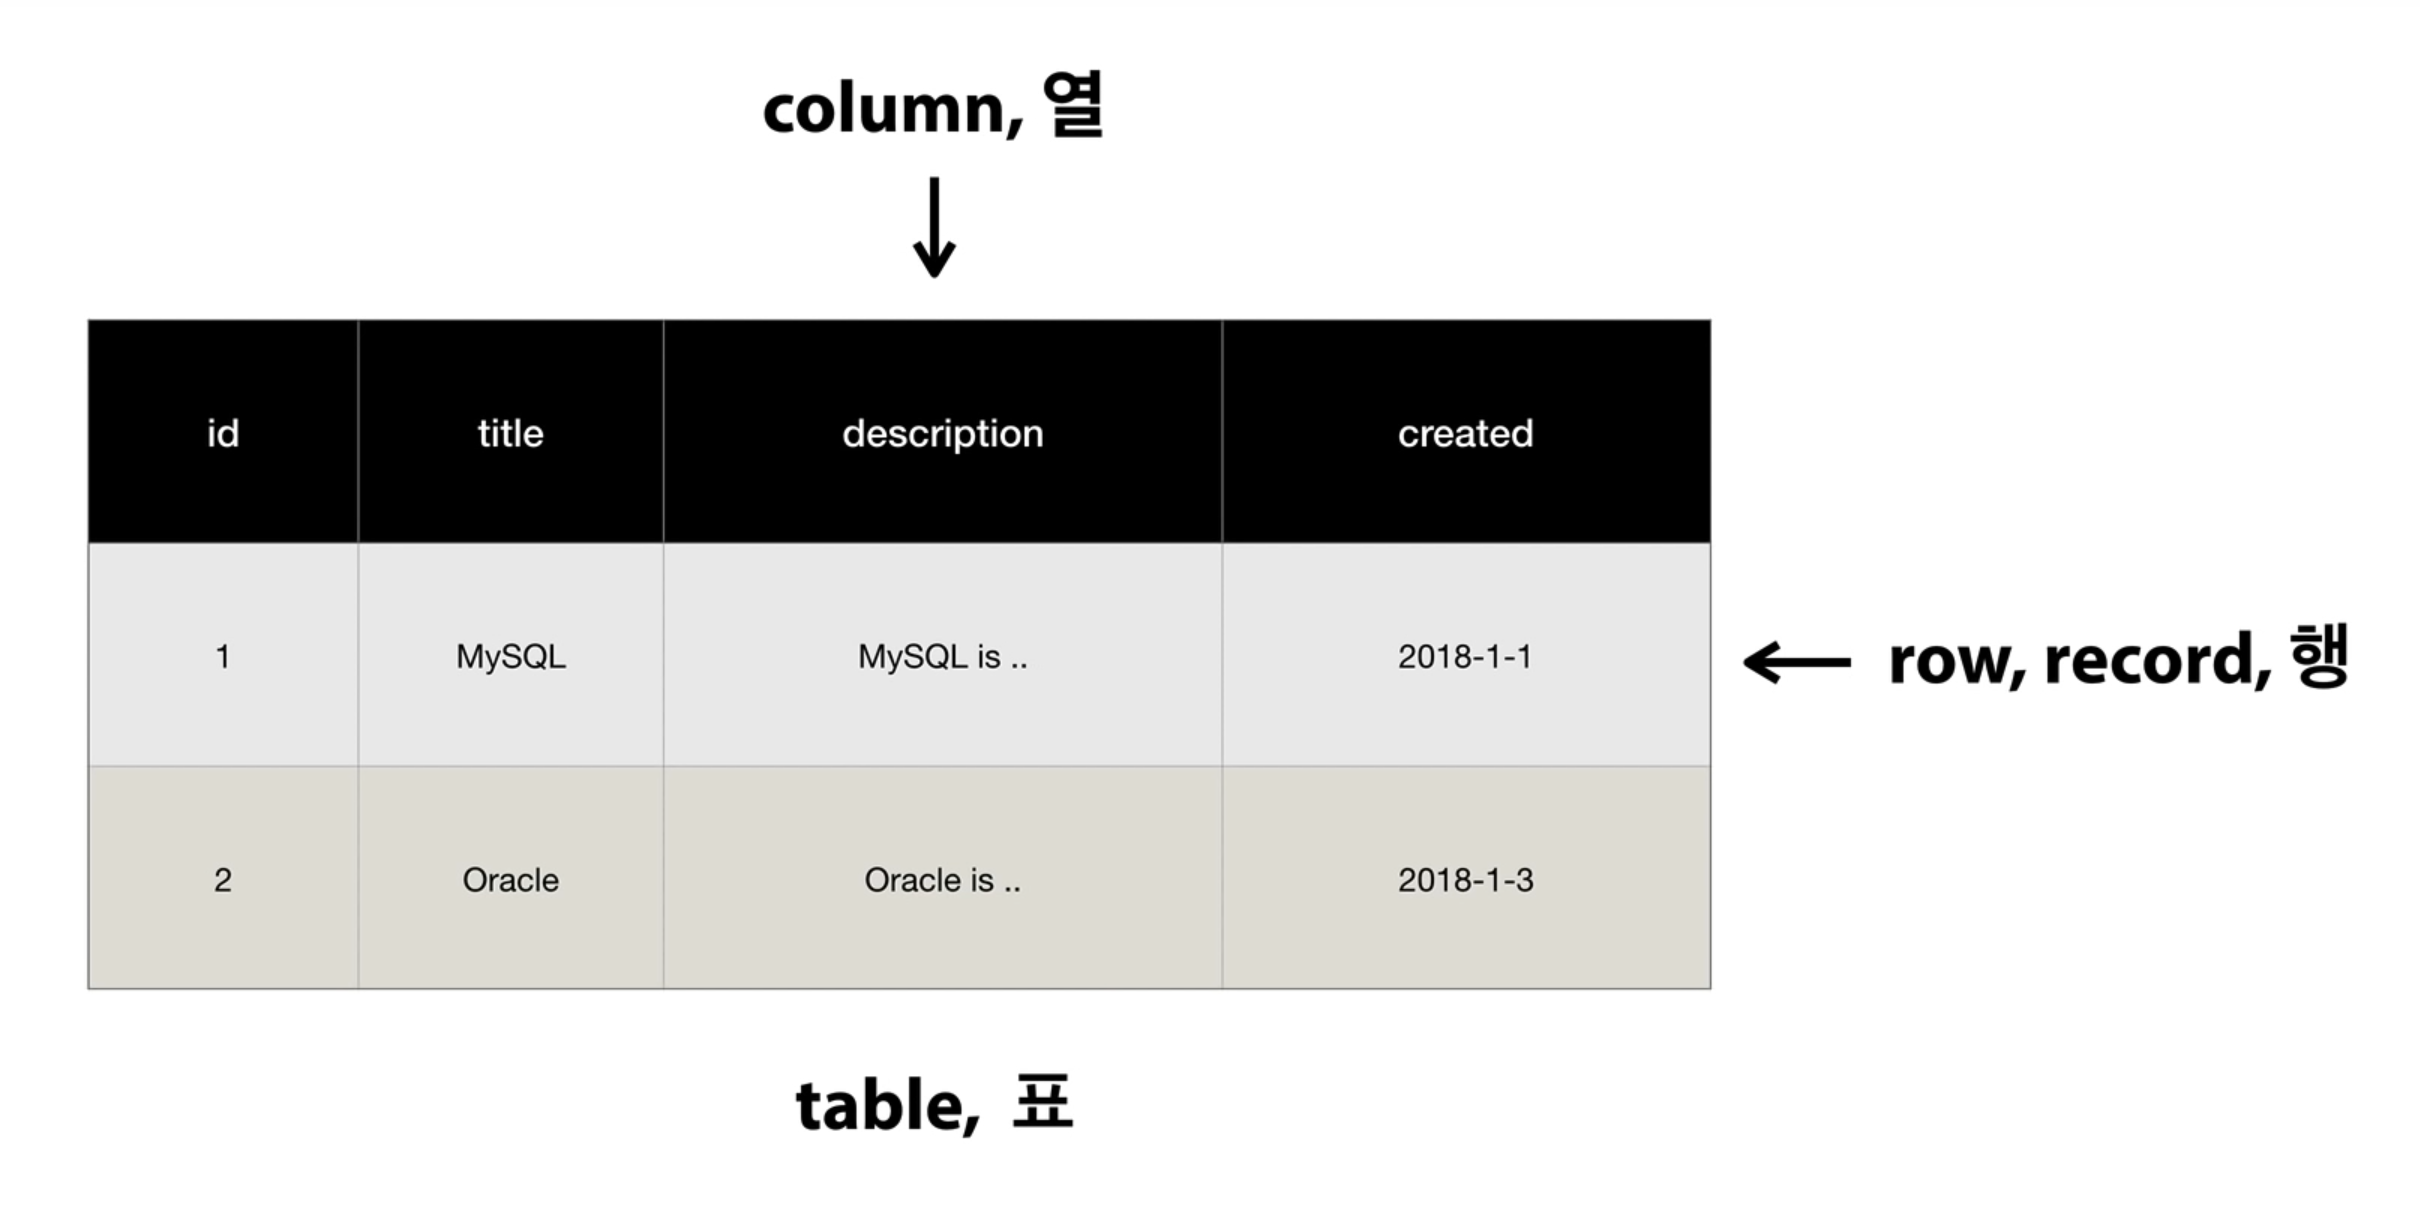 column, 열
id title description created
1 MySQL MySQL is .. 2018-1-1
row, record, 행
2 Oracle Oracle is .. 2018-1-3
table, 표